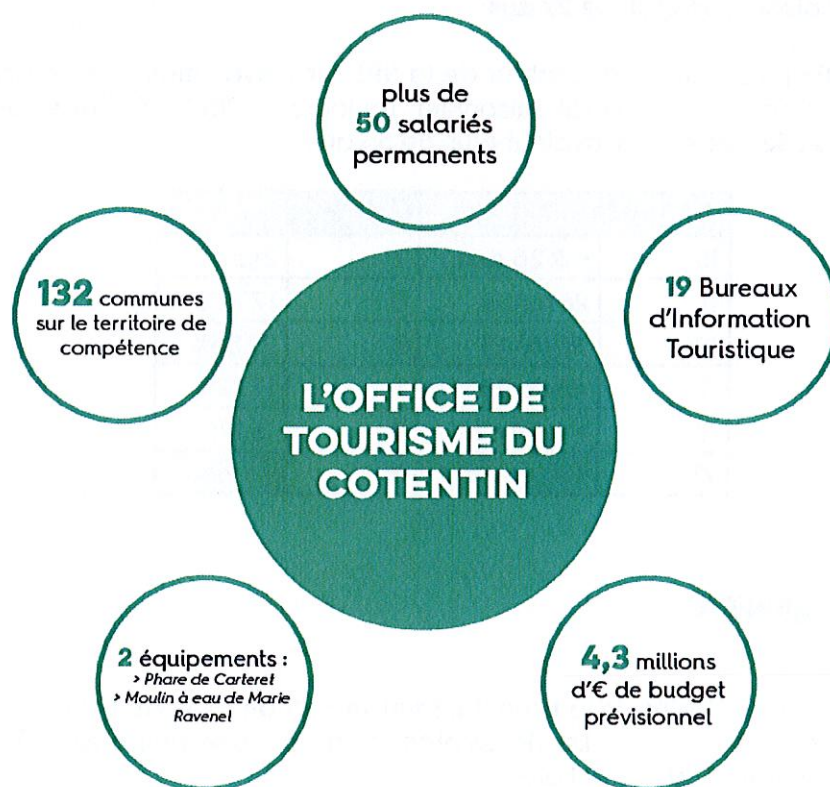 plus de
50 salariés
permanents
132 communes
sur le territoire de
compétence
19 Bureaux
d'Information
Touristique
L'OFFICE DE
TOURISME DU
COTENTIN
2 équipements :
> Phare de Carteret
> Moulin à eau de Marie
Ravenel
4,3 millions
d'€ de budget
prévisionnel